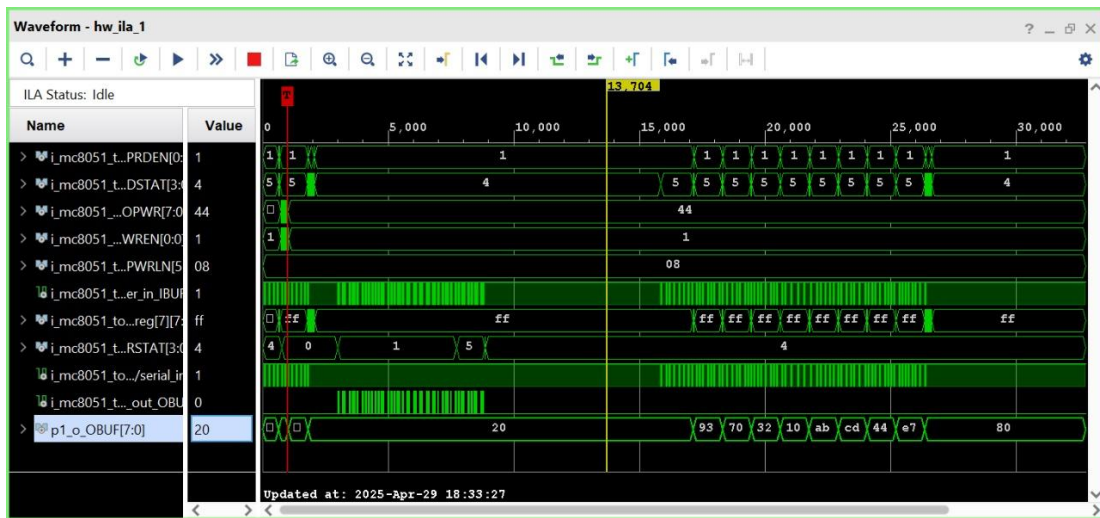 Waveform - hw_ila_1
ILA Status: Idle
13,704
T
Name Value
0 5,000 10,000 15,000 20,000 25,000 30,000
i_mc8051_t...PRDEN[0: 1 1 1 1 1 1 1 1 1 1 1 1 1
i_mc8051_t...DSTAT[3:0 4 5 5 4 5 5 5 5 5 5 5 5 5 4
i_mc8051_...OPWR[7:0 44 44
i_mc8051_...WREN[0:0] 1 1 1
i_mc8051_t...PWRLN[5 08 08
i_mc8051_t...er_in_IBUF 1
i_mc8051_to...reg[7][7: ff ff ff ff ff ff ff ff ff ff ff ff
i_mc8051_t...RSTAT[3:0 4 4 0 1 5 4
i_mc8051_to.../serial_in 1
i_mc8051_t..._out_OBU 0
p1_o_OBUF[7:0] 20 20 93 70 32 10 ab cd 44 e7 80
Updated at: 2025-Apr-29 18:33:27